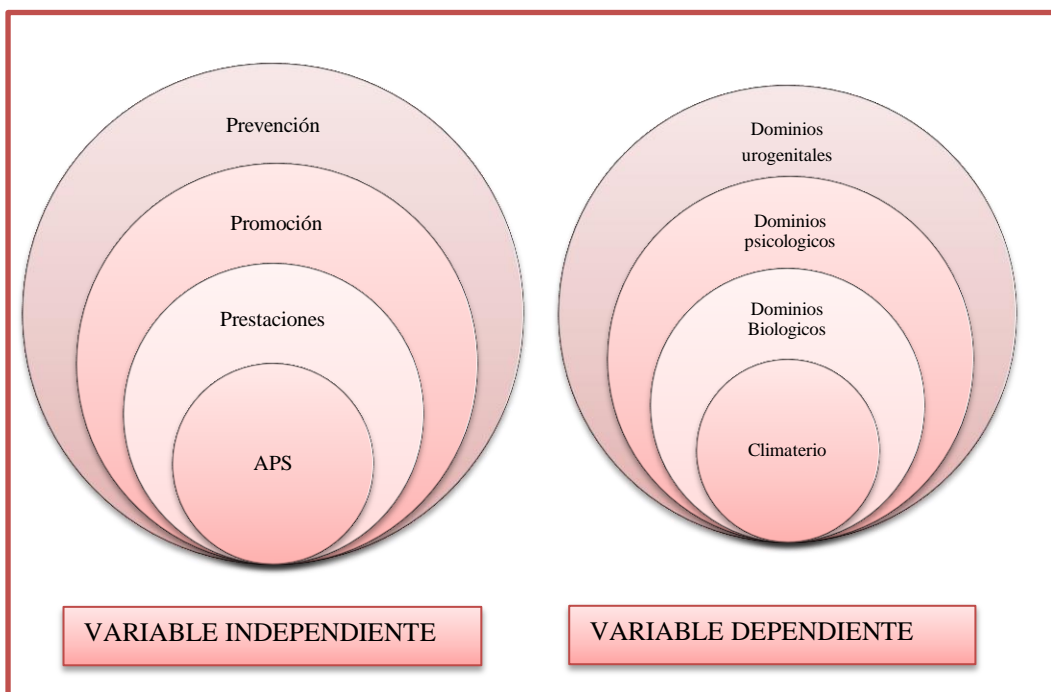 Prevención
Promoción
Prestaciones
APS
VARIABLE INDEPENDIENTE
Dominios
urogenitales
Dominios
psicologicos
Dominios
Biologicos
Climaterio
VARIABLE DEPENDIENTE